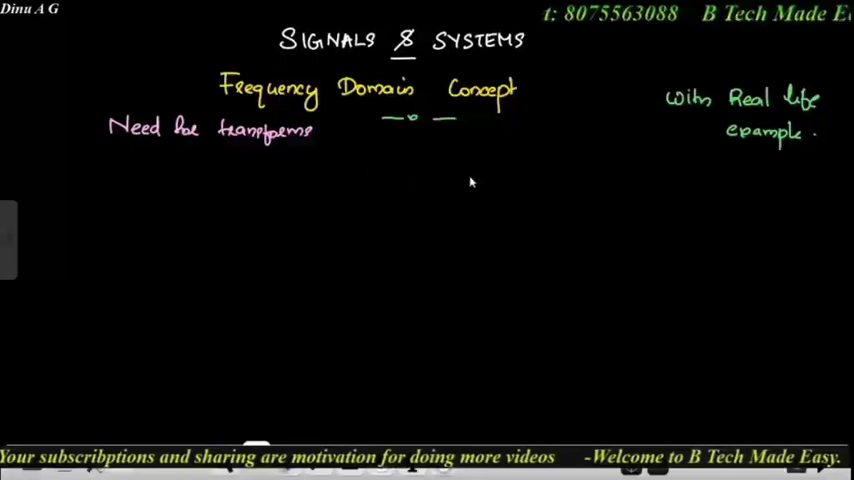 Dinu A G
t: 8075563088 B Tech Made E
SIGNALS & SYSTEMS
Frequency Domain Concept
With Real life
example.
Need for transforms
Your subscribptions and sharing are motivation for doing more videos -Welcome to B Tech Made Easy.